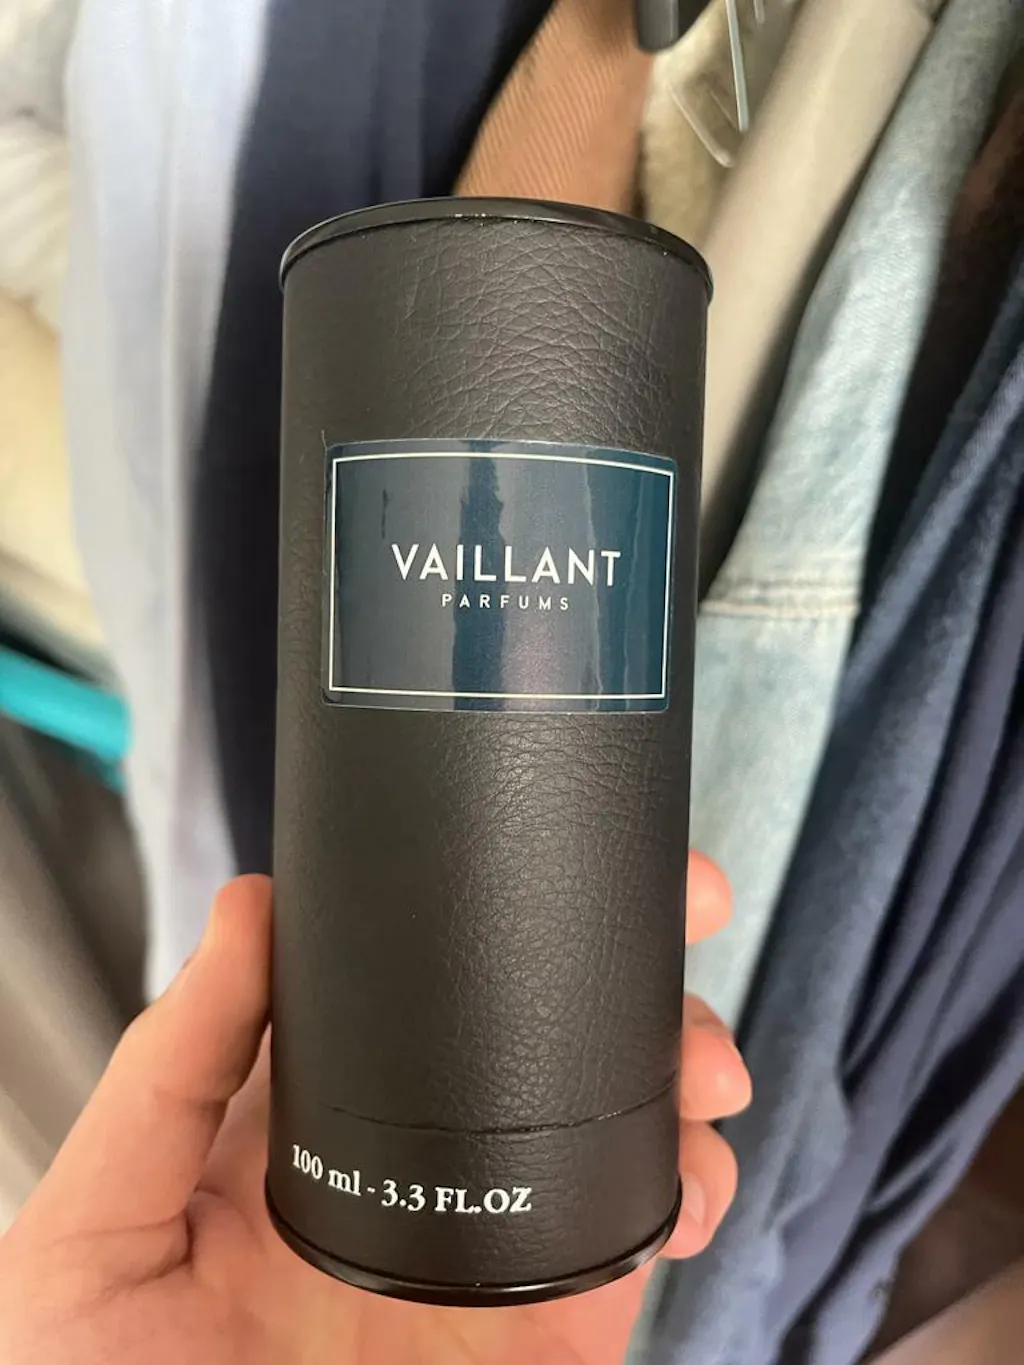 VAILLANT
PARFUMS
100 ml - 3.3 FL.OZ